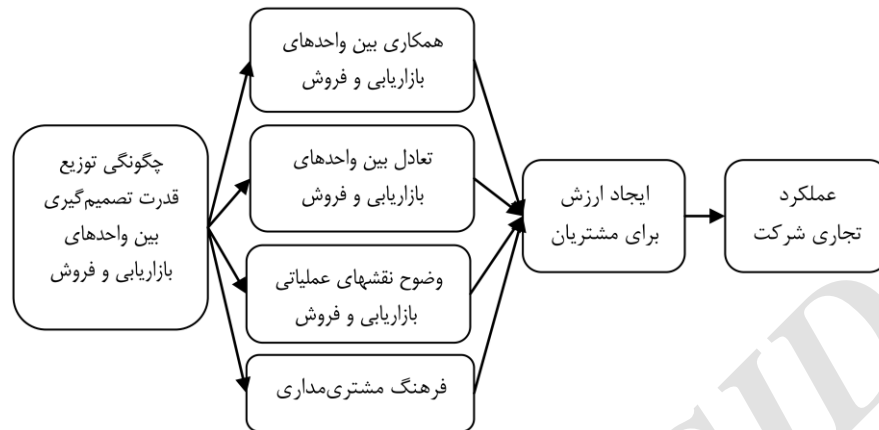 چگونگی توزیع
قدرت تصمیم‌گیری
بین واحدهای
بازاریابی و فروش
همکاری بین واحدهای
بازاریابی و فروش
تعادل بین واحدهای
بازاریابی و فروش
وضوح نقشهای عملیاتی
بازاریابی و فروش
فرهنگ مشتری‌مداری
ایجاد ارزش
برای مشتریان
عملکرد
تجاری شرکت